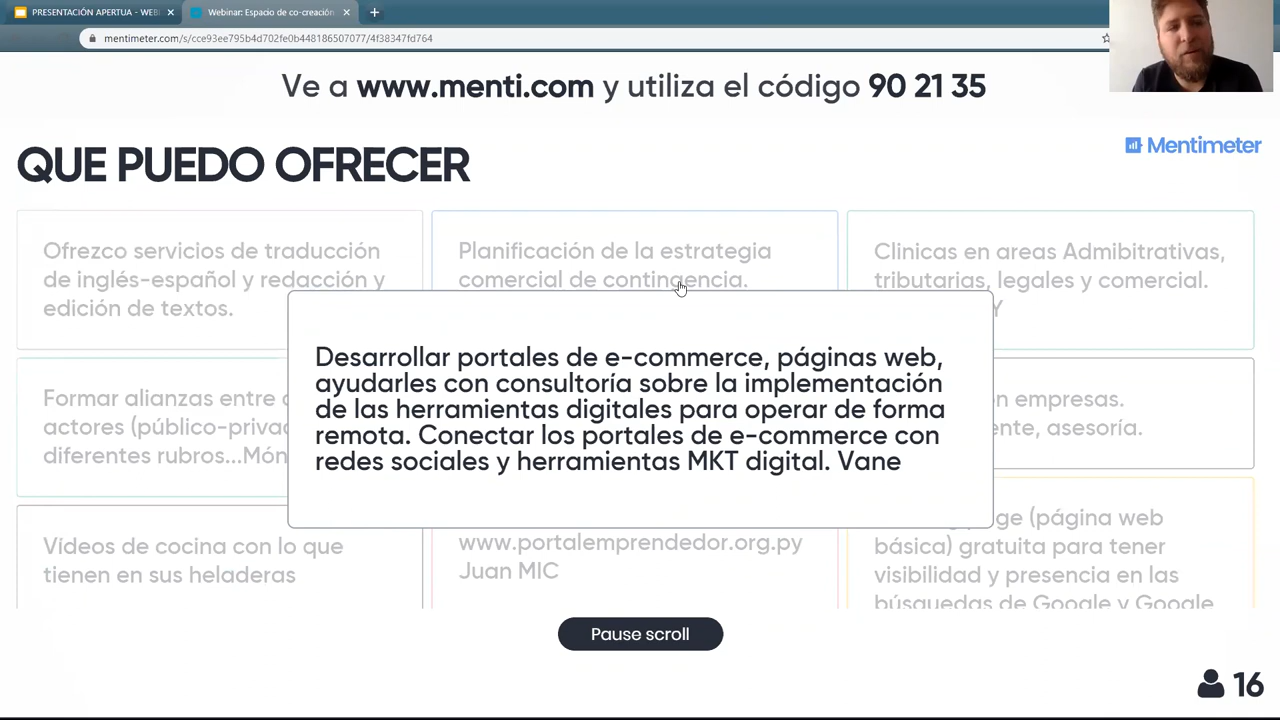 PRESENTACIÓN APERTUA - WEBI
Webinar: Espacio de co-creación
mentimeter.com/s/cce93ee795b4d702fe0b448186507077/4f38347fd764
Ve a www.menti.com y utiliza el código 90 21 35
Mentimeter
QUE PUEDO OFRECER
Ofrezco servicios de traducción
de inglés-español y redacción y
edición de textos.
Planificación de la estrategia
comercial de contingencia.
Clinicas en areas Admibitrativas,
tributarias, legales y comercial.
Y
Desarrollar portales de e-commerce, páginas web,
ayudarles con consultoría sobre la implementación
de las herramientas digitales para operar de forma
remota. Conectar los portales de e-commerce con
redes sociales y herramientas MKT digital. Vane
Formar alianzas entre
actores (público-priva
diferentes rubros...Món
n empresas.
ente, asesoría.
Vídeos de cocina con lo que
tienen en sus heladeras
www.portalemprendedor.org.py
Juan MIC
ge (página web
básica) gratuita para tener
visibilidad y presencia en las
búsquedas de Google y Google
Pause scroll
16